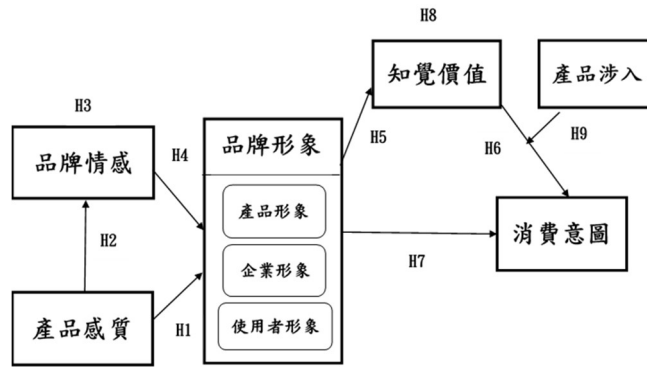 H8
知覺價值
產品涉入
H3
H4
品牌形象
H5
H6
H9
品牌情感
產品形象
消費意圖
H2
企業形象
H7
產品感質
H1
使用者形象